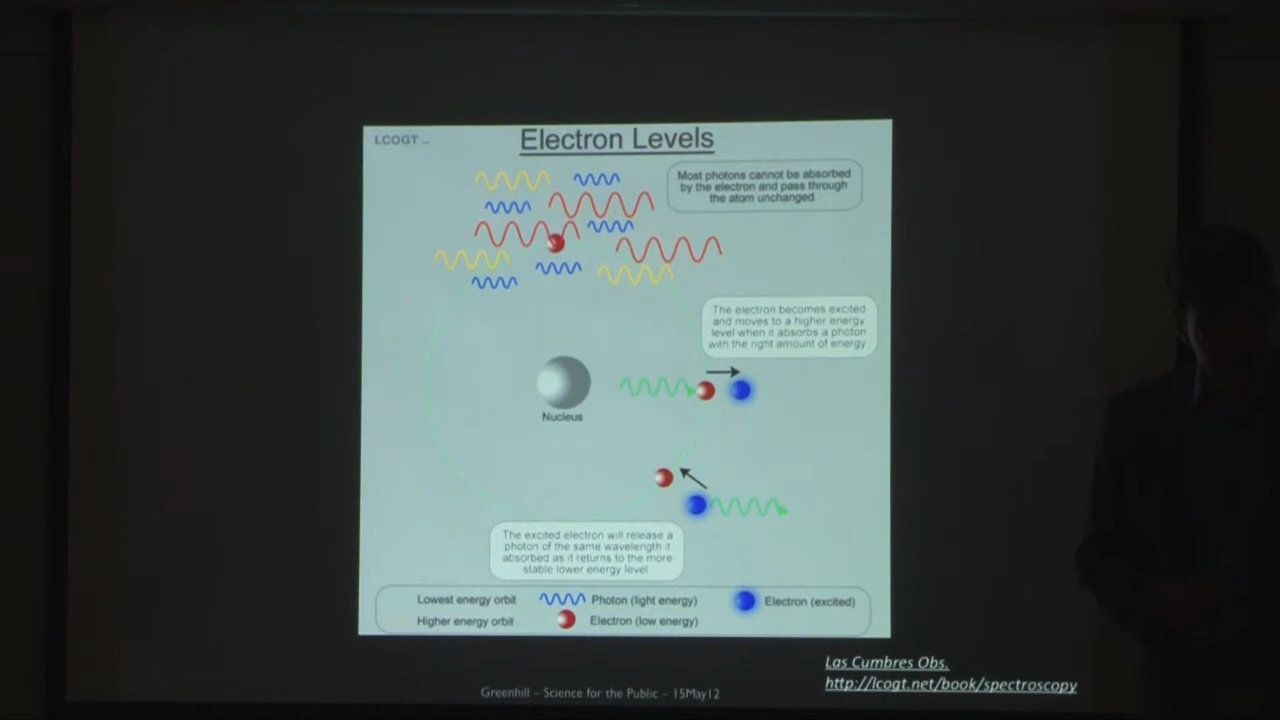 LCOGT
Electron Levels
Most photons cannot be absorbed
by the electron and pass through
the atom unchanged.
The electron becomes excited
and moves to a higher energy
level when it absorbs a photon
with the right amount of energy
Nucleus
The excited electron will release a
photon of the same wavelength it
absorbed as it returns to the more
stable lower energy level
Lowest energy orbit
Photon (light energy)
Electron (excited)
Higher energy orbit
Electron (low energy)
Las Cumbres Obs.
http://lcogt.net/book/spectroscopy
Greenhill – Science for the Public – 15May12